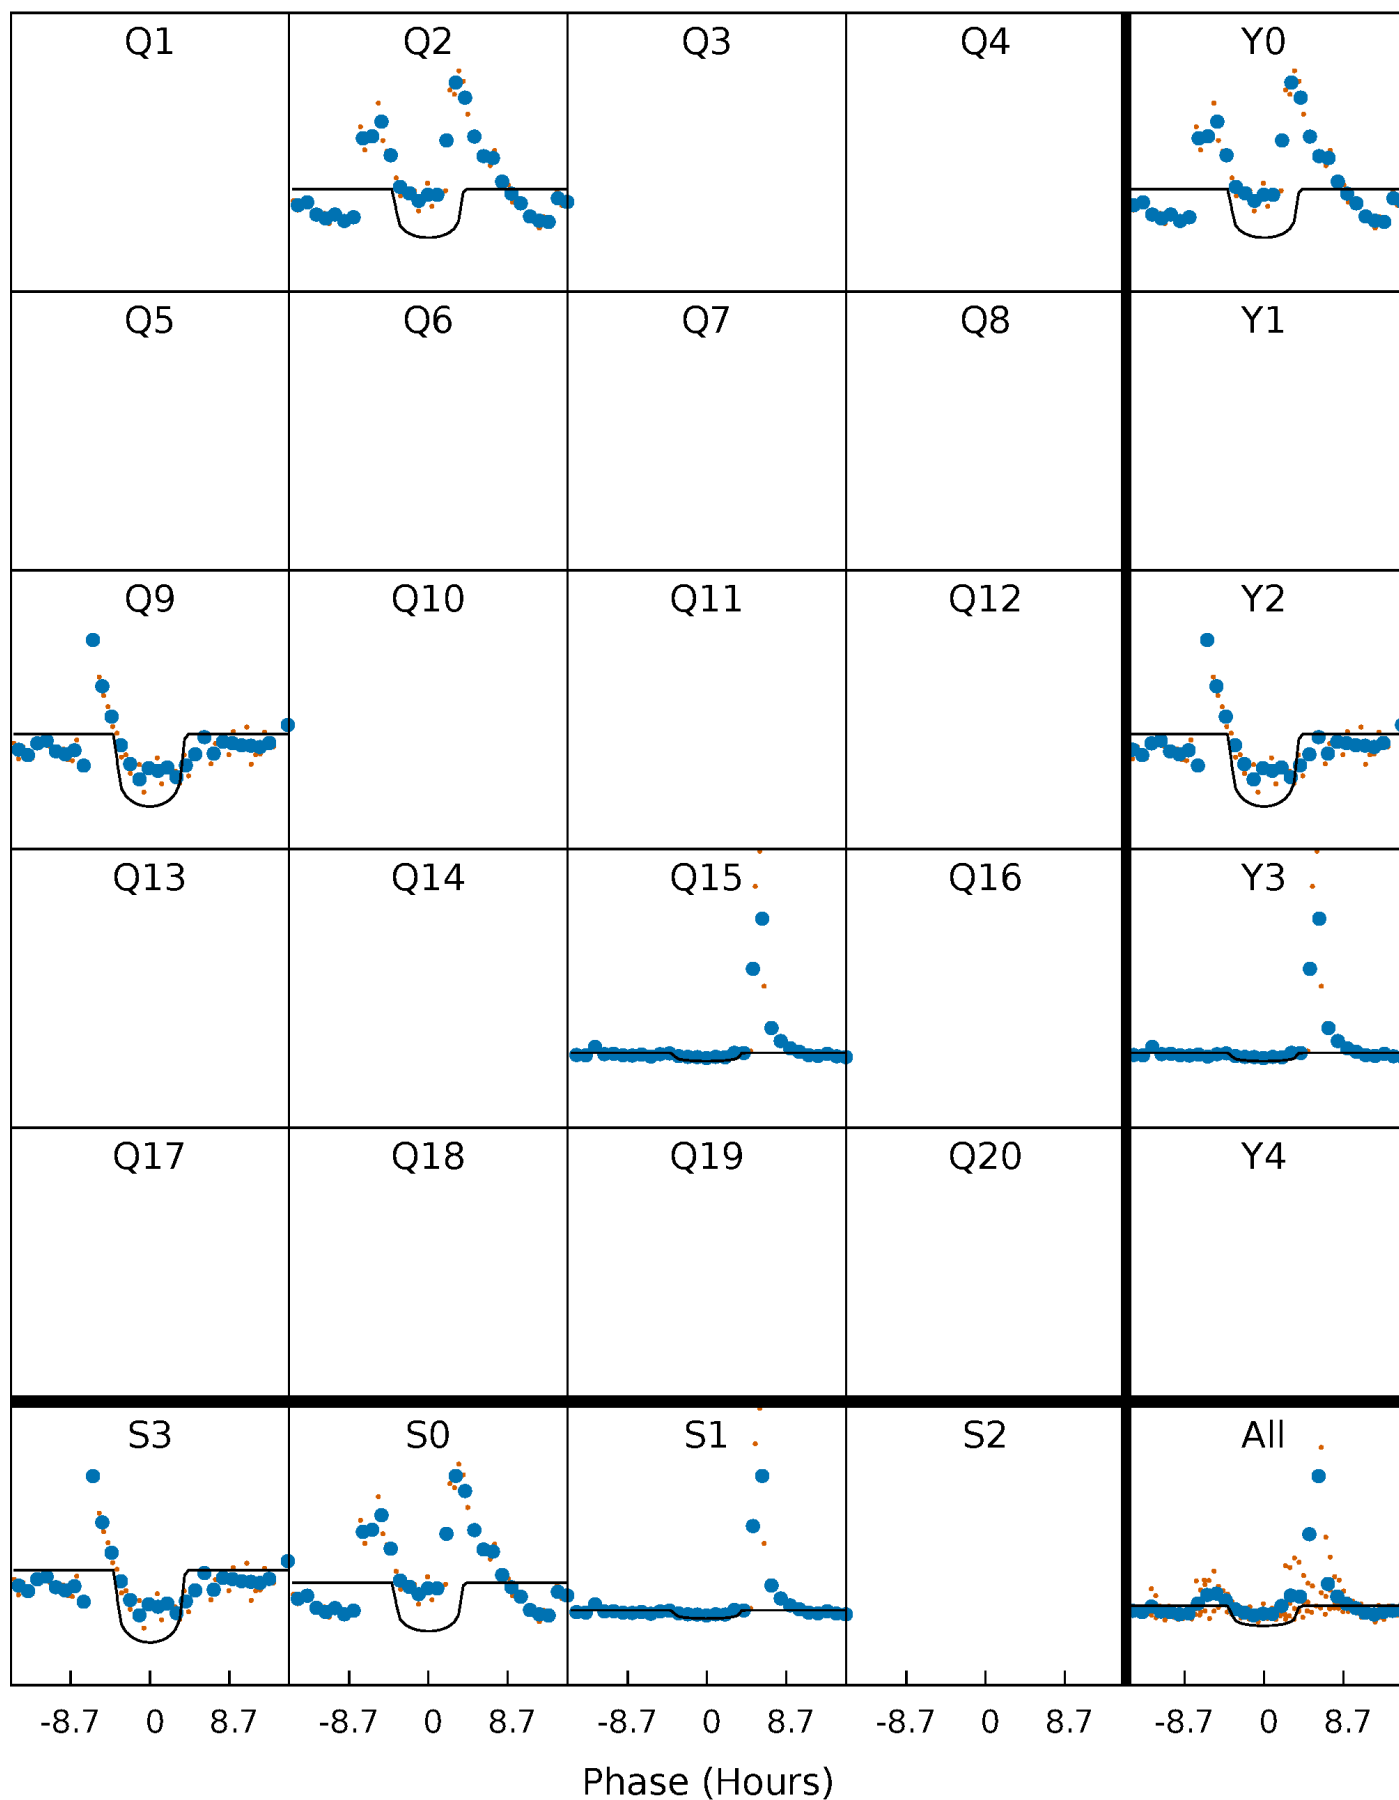 Q1 Q2 Q3 Q4 Y0
Q5 Q6 Q7 Q8 Y1
Q9 Q10 Q11 Q12 Y2
Q13 Q14 Q15 Q16 Y3
Q17 Q18 Q19 Q20 Y4
S3 S0 S1 S2 All
-8.7 0 8.7 -8.7 0 8.7 -8.7 0 8.7 -8.7 0 8.7 -8.7 0 8.7
Phase (Hours)